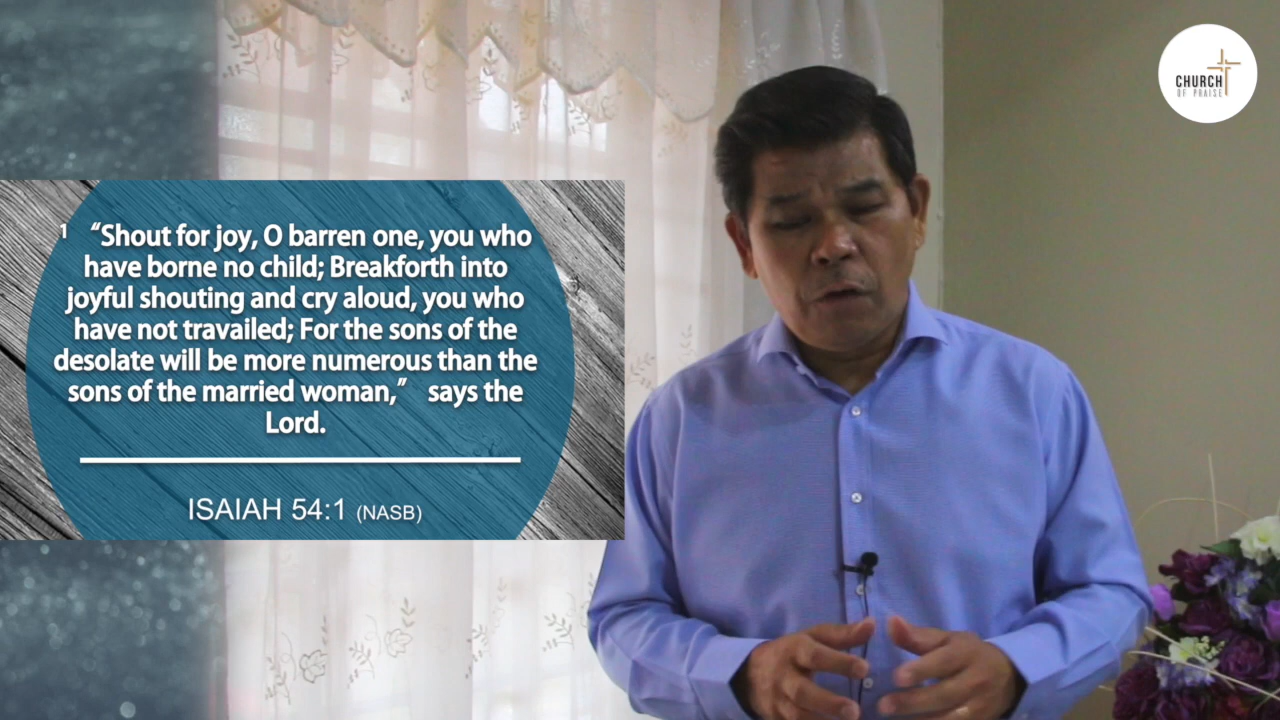 CHURCH
OF PRAISE
1 “Shout for joy, O barren one, you who
have borne no child; Breakforth into
joyful shouting and cry aloud, you who
have not travailed; For the sons of the
desolate will be more numerous than the
sons of the married woman,” says the
Lord.
ISAIAH 54:1 (NASB)